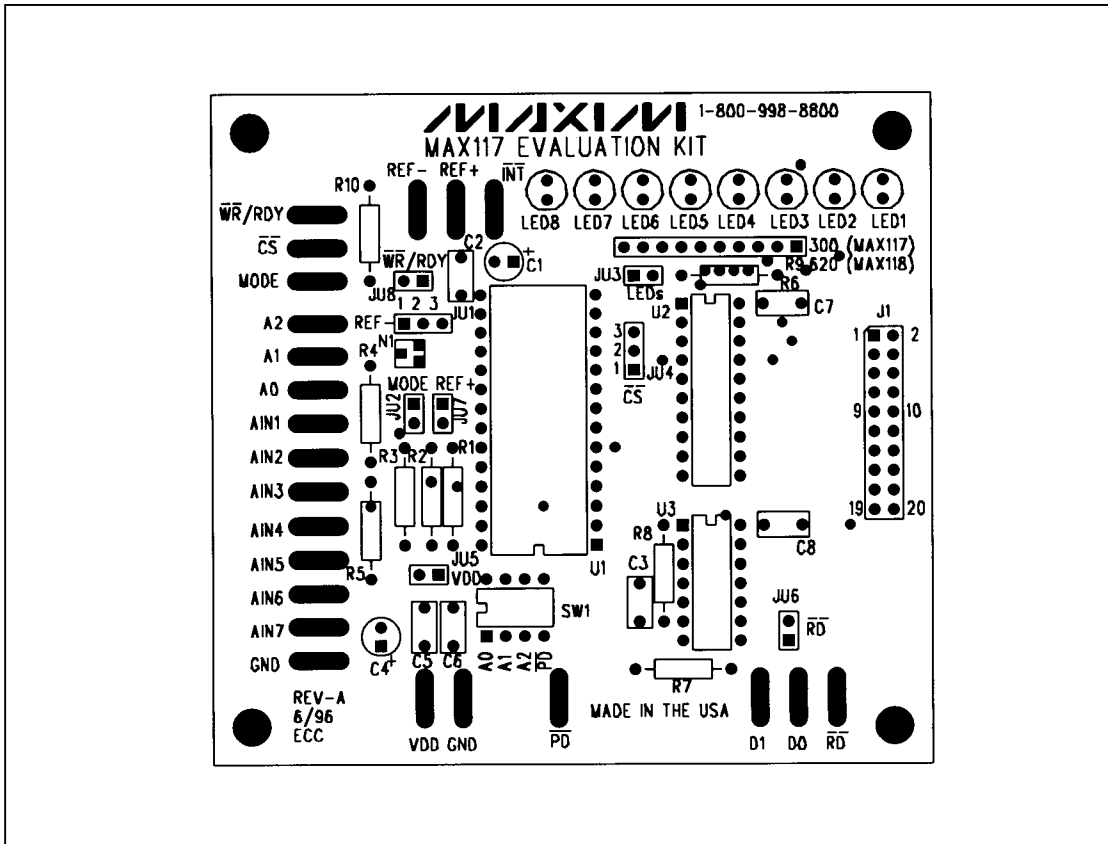 MAXIM 1-800-998-8800
MAX117 EVALUATION KIT
REF- REF+ INT
R10
WR/RDY
CS
MODE
LED8 LED7 LED6 LED5 LED4 LED3 LED2 LED1
C2
C1
+
WR/RDY
JU8
300 (MAX117)
R9 620 (MAX118)
JU3
LEDs
R6
C7
U2
1 2 3
JU1
REF-
N1
3
2
1
JU4
CS
J1
1 2
9 10
19 20
A2
A1
A0
AIN1
AIN2
AIN3
AIN4
AIN5
AIN6
AIN7
GND
R4
MODE REF+
JU2
JU7
R3 R2 R1
R5
JU5
VDD
U1
U3
R8
C3
C8
SW1
JU6
RD
C4
+
C5 C6
A0 A1 A2 PD
R7
REV-A
6/96
ECC
MADE IN THE USA
VDD GND PD D1 D0 RD